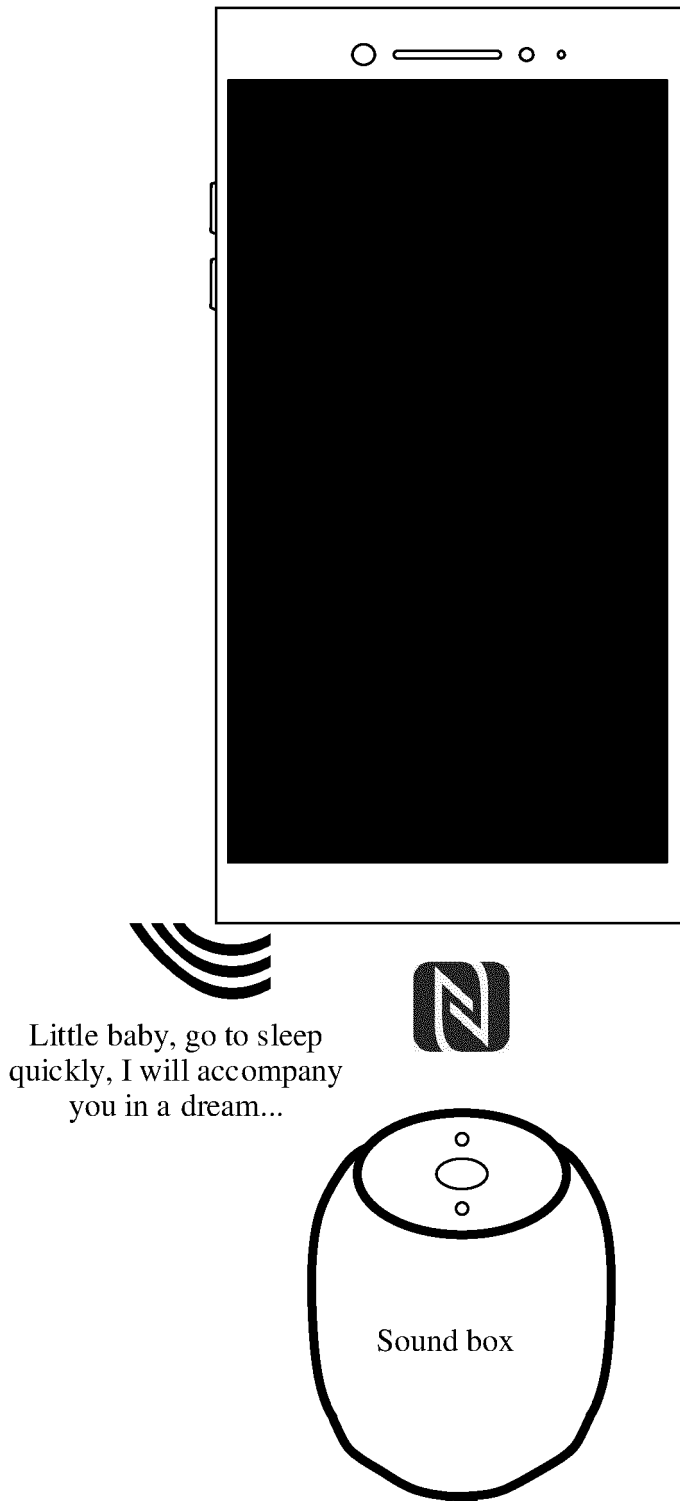 Little baby, go to sleep
quickly, I will accompany
you in a dream...
Sound box